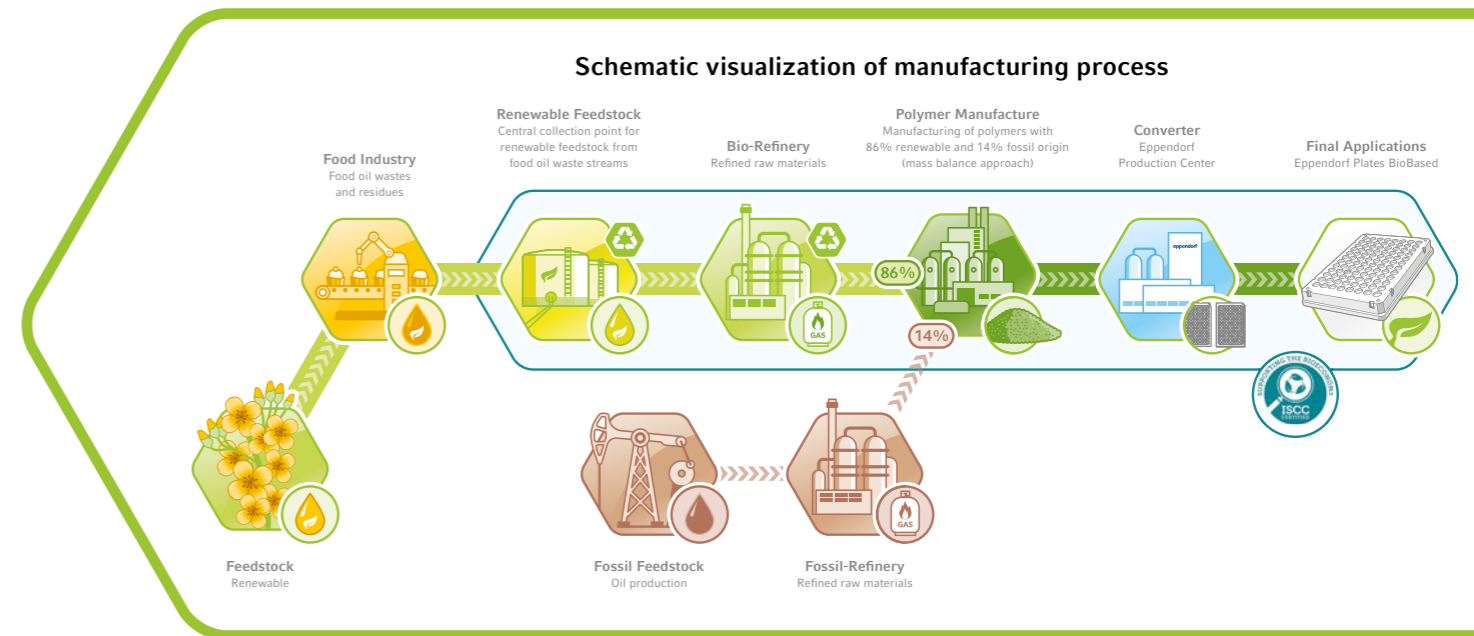 Schematic visualization of manufacturing process
Renewable Feedstock
Central collection point for
renewable feedstock from
food oil waste streams
Polymer Manufacture
Manufacturing of polymers with
86% renewable and 14% fossil origin
(mass balance approach)
Food Industry
Food oil wastes
and residues
Bio-Refinery
Refined raw materials
Converter
Eppendorf
Production Center
Final Applications
Eppendorf Plates BioBased
eppendorf
86%
GAS
14%
SUPPORTING THE BIOECONOMY
ISCC
CERTIFIED
GAS
Feedstock
Renewable
Fossil Feedstock
Oil production
Fossil-Refinery
Refined raw materials